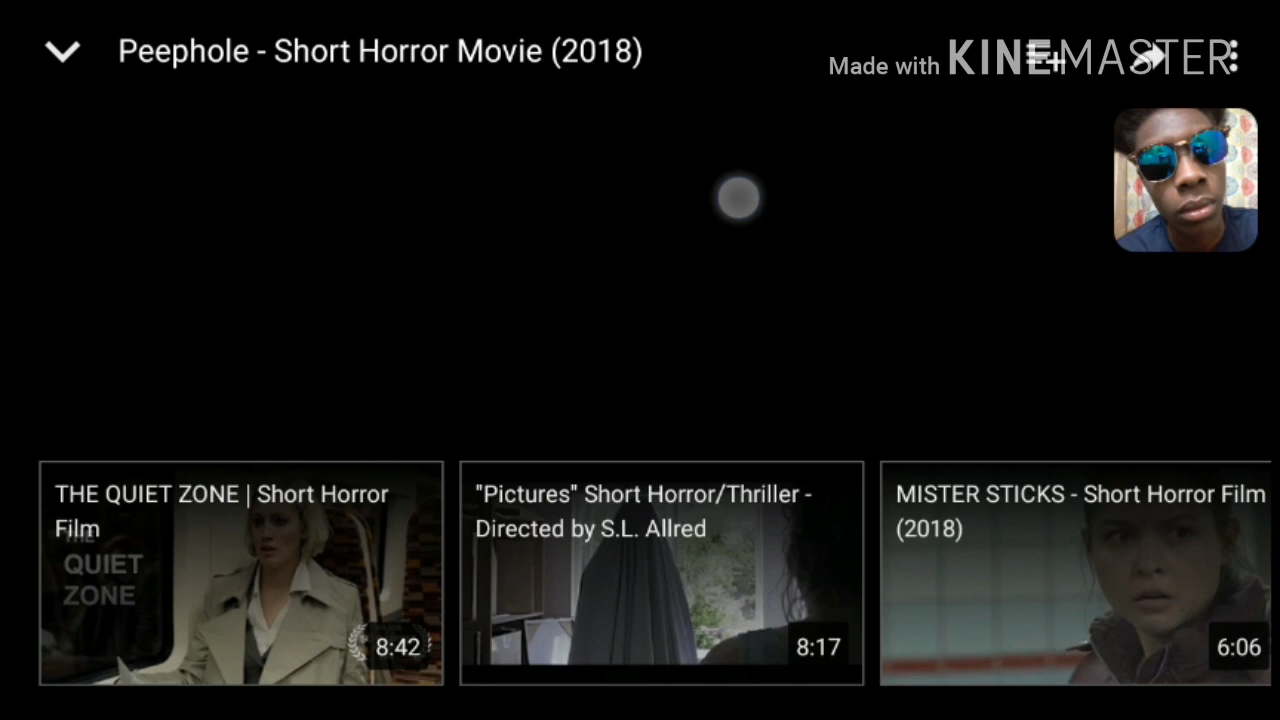 Peephole - Short Horror Movie (2018)
Made with KINEMASTER
THE QUIET ZONE | Short Horror
Film
THE
QUIET
ZONE
8:42
"Pictures" Short Horror/Thriller -
Directed by S.L. Allred
8:17
MISTER STICKS - Short Horror Film
(2018)
6:06